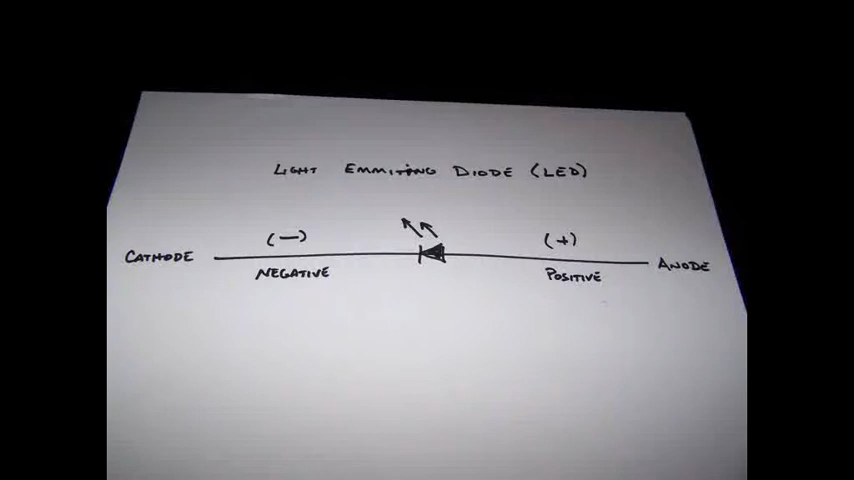 LIGHT EMMITING DIODE (LED)
(-) (+)
CATHODE ANODE
NEGATIVE POSITIVE